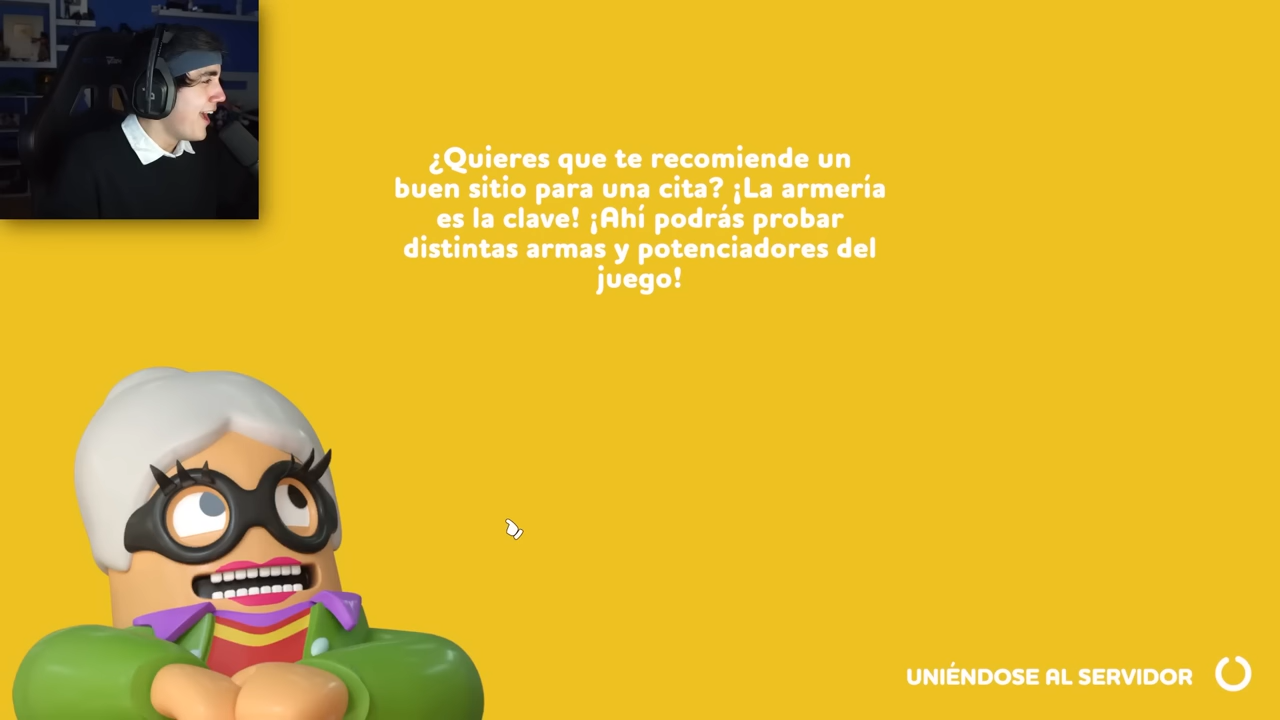 ¿Quieres que te recomiende un
buen sitio para una cita? ¡La armería
es la clave! ¡Ahí podrás probar
distintas armas y potenciadores del
juego!
UNIÉNDOSE AL SERVIDOR